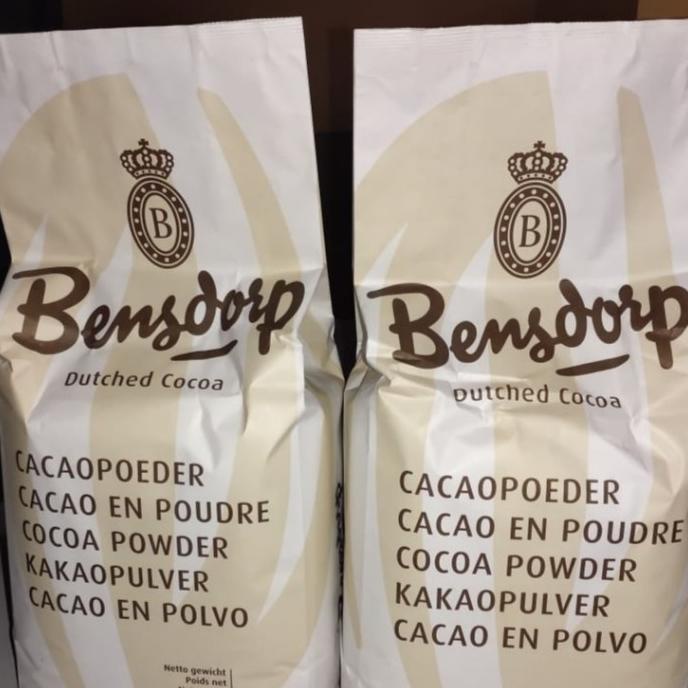 B
Bensdorp
Dutched Cocoa
CACAOPOEDER
CACAO EN POUDRE
COCOA POWDER
KAKAOPULVER
CACAO EN POLVO
Netto gewicht
Poids net
B
Bensdorp
Dutched Cocoa
CACAOPOEDER
CACAO EN POUDRE
COCOA POWDER
KAKAOPULVER
CACAO EN POLVO